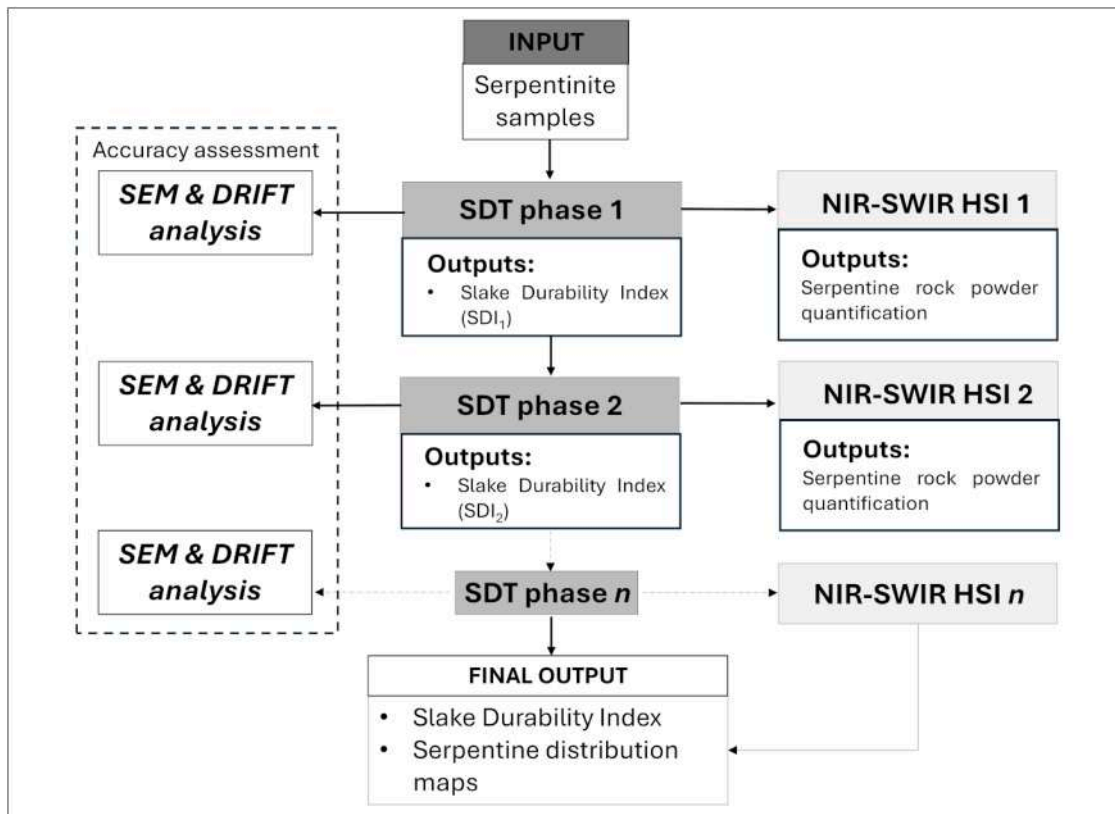 INPUT
Serpentinite
samples
Accuracy assessment
SEM & DRIFT
analysis
SDT phase 1
Outputs:
• Slake Durability Index
(SDI₁)
NIR-SWIR HSI 1
Outputs:
Serpentine rock powder
quantification
SEM & DRIFT
analysis
SDT phase 2
Outputs:
• Slake Durability Index
(SDI₂)
NIR-SWIR HSI 2
Outputs:
Serpentine rock powder
quantification
SEM & DRIFT
analysis
SDT phase n
NIR-SWIR HSI n
FINAL OUTPUT
• Slake Durability Index
• Serpentine distribution
maps